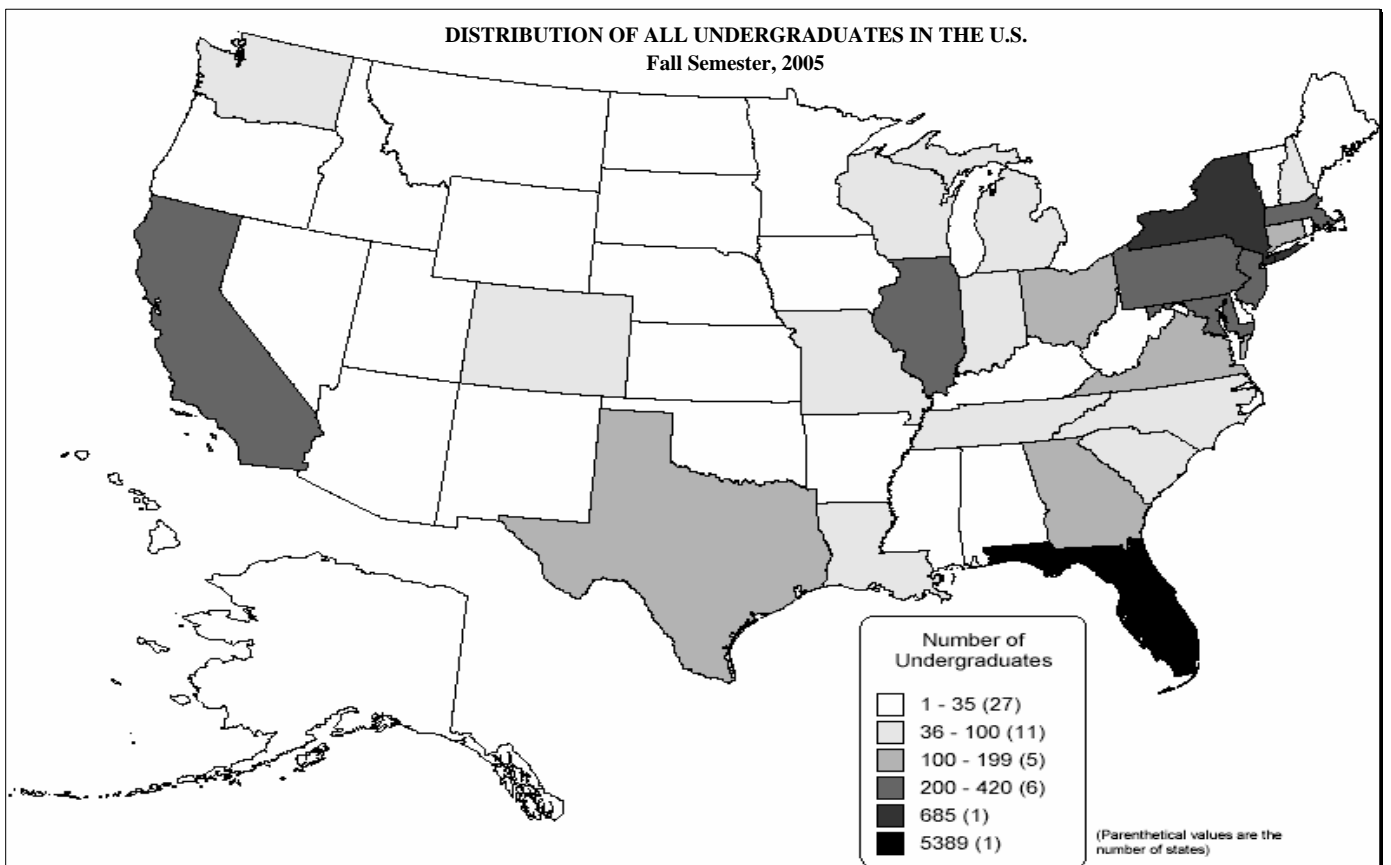 DISTRIBUTION OF ALL UNDERGRADUATES IN THE U.S.
Fall Semester, 2005
Number of
Undergraduates
1 - 35 (27)
36 - 100 (11)
100 - 199 (5)
200 - 420 (6)
685 (1)
5389 (1)
(Parenthetical values are the
number of states)